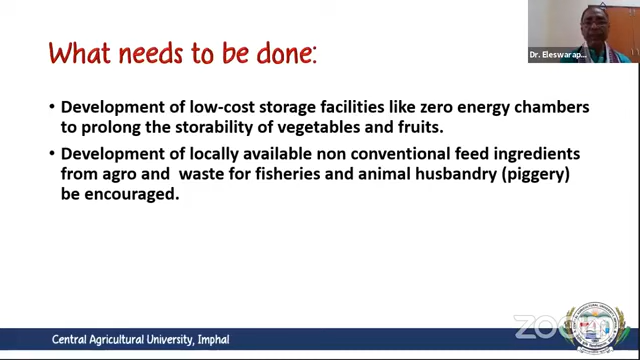 Dr. Eleswarap...
What needs to be done:
• Development of low-cost storage facilities like zero energy chambers
to prolong the storability of vegetables and fruits.
• Development of locally available non conventional feed ingredients
from agro and waste for fisheries and animal husbandry (piggery)
be encouraged.
zoom
Central Agricultural University, Imphal